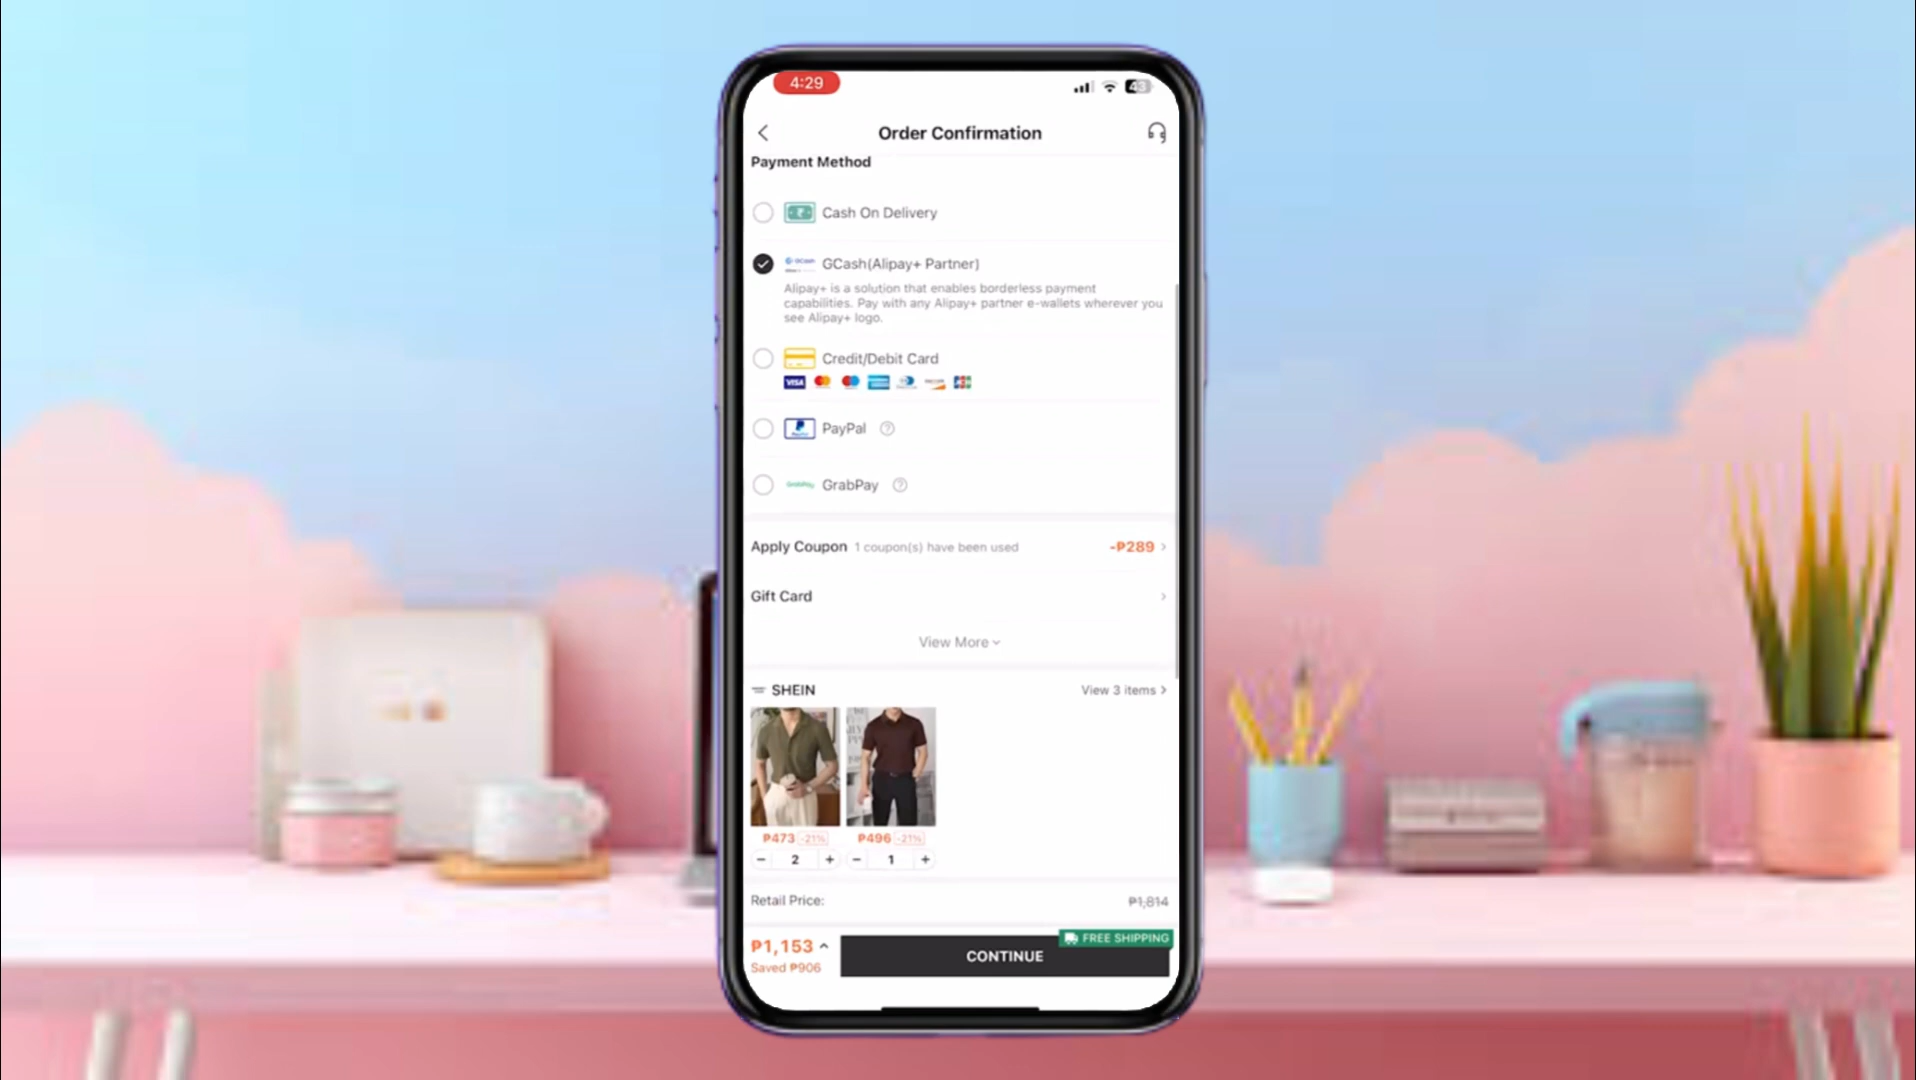 4:29
43
Order Confirmation
Payment Method
Cash On Delivery
GCash(Alipay+ Partner)
Alipay+ is a solution that enables borderless payment
capabilities. Pay with any Alipay+ partner e-wallets wherever you
see Alipay+ logo.
Credit/Debit Card
VISA
PayPal
GrabPay GrabPay
Apply Coupon 1 coupon(s) have been used -₱289
Gift Card
View More
SHEIN View 3 items
₱473 -21% ₱496 -21%
− 2 + − 1 +
Retail Price: ₱1,814
FREE SHIPPING
₱1,153 CONTINUE
Saved ₱906